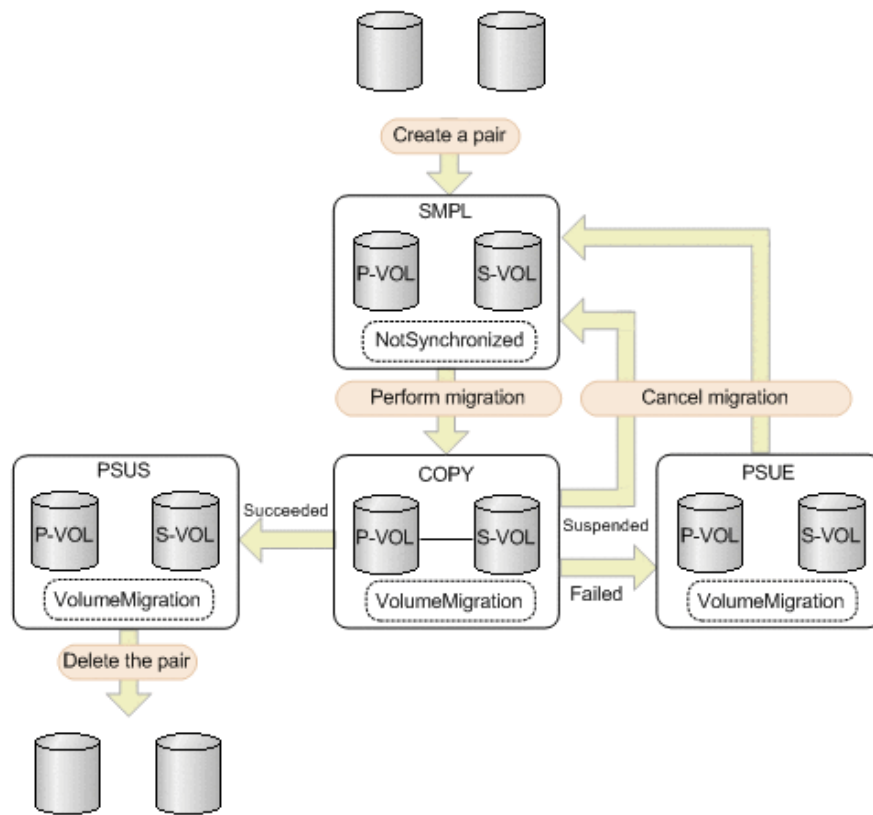 Create a pair
SMPL
P-VOL
S-VOL
NotSynchronized
Perform migration
Cancel migration
PSUS
P-VOL
S-VOL
VolumeMigration
Succeeded
COPY
P-VOL
S-VOL
VolumeMigration
Suspended
Failed
PSUE
P-VOL
S-VOL
VolumeMigration
Delete the pair